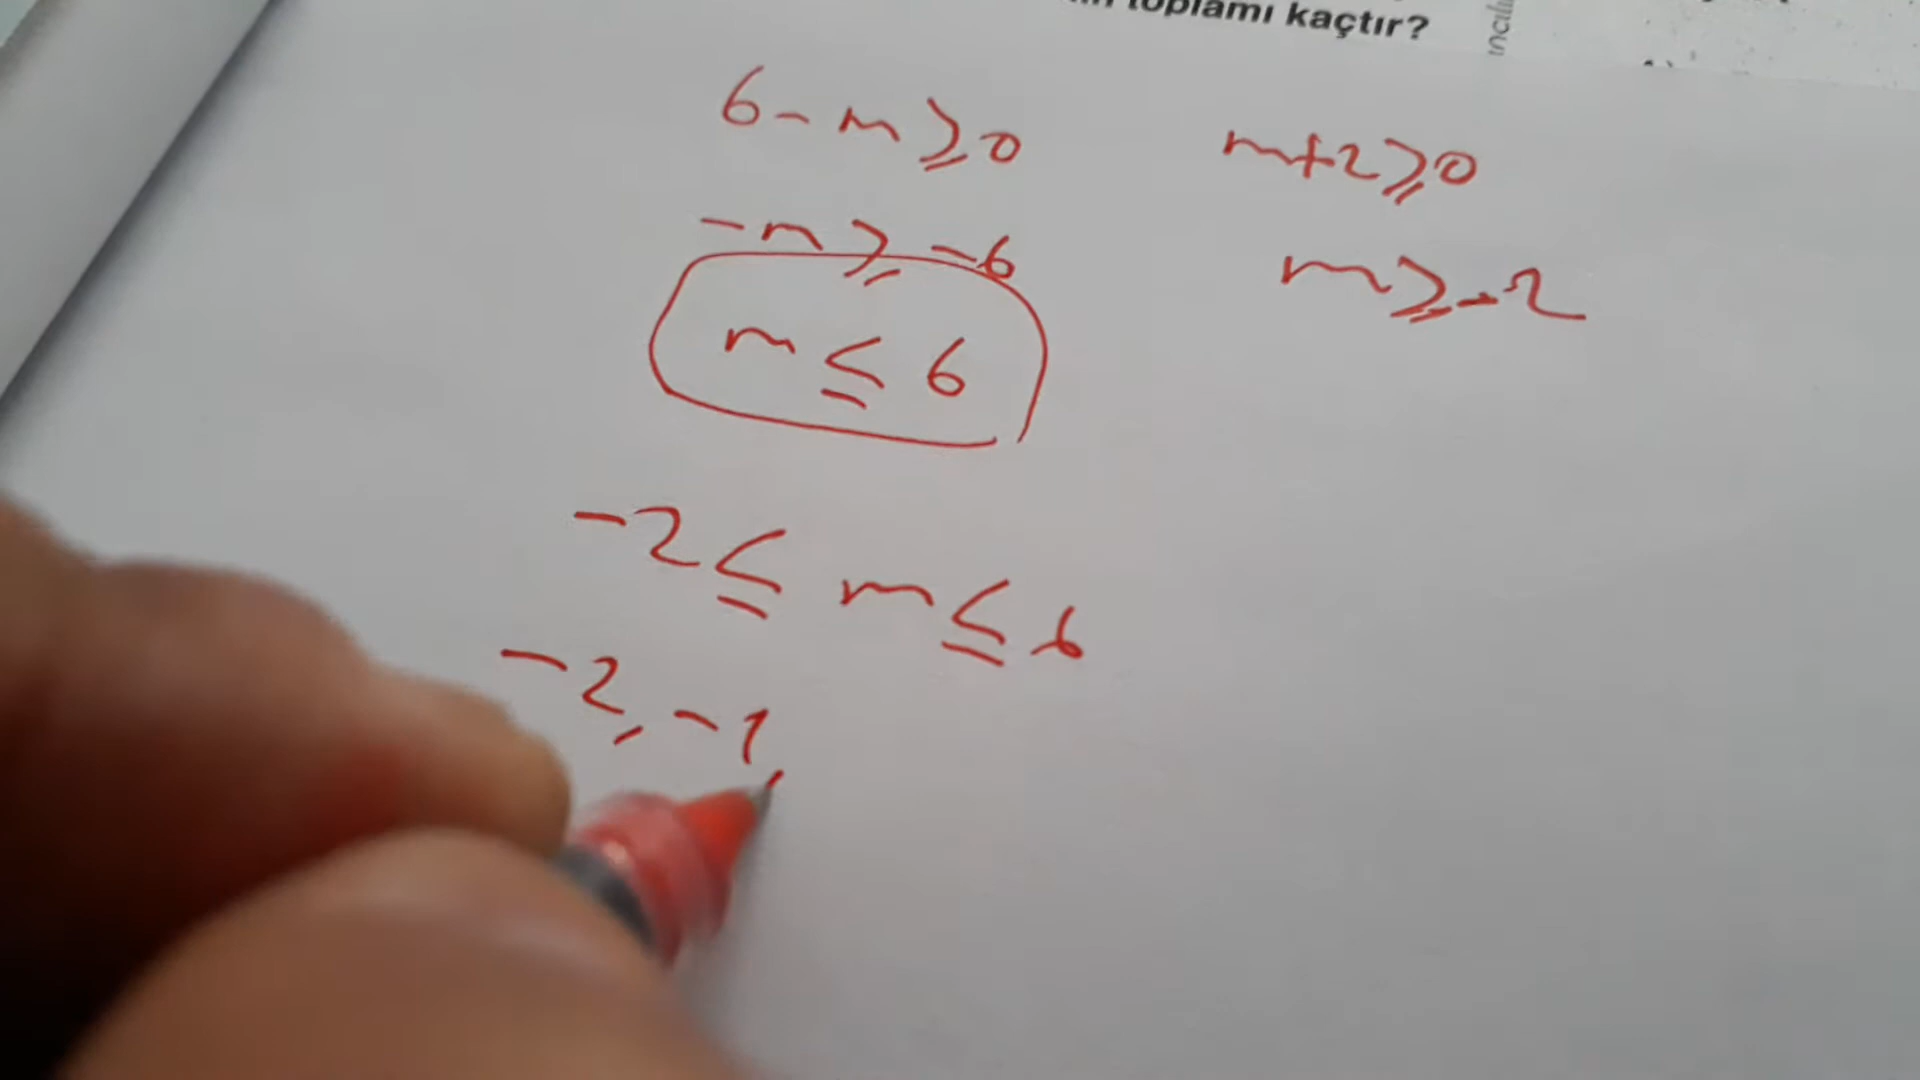 toplamı kaçtır?
6 - m ≥ 0
m + 2 ≥ 0
-m ≥ -6
m ≥ -2
m ≤ 6
-2 ≤ m ≤ 6
-2, -1,